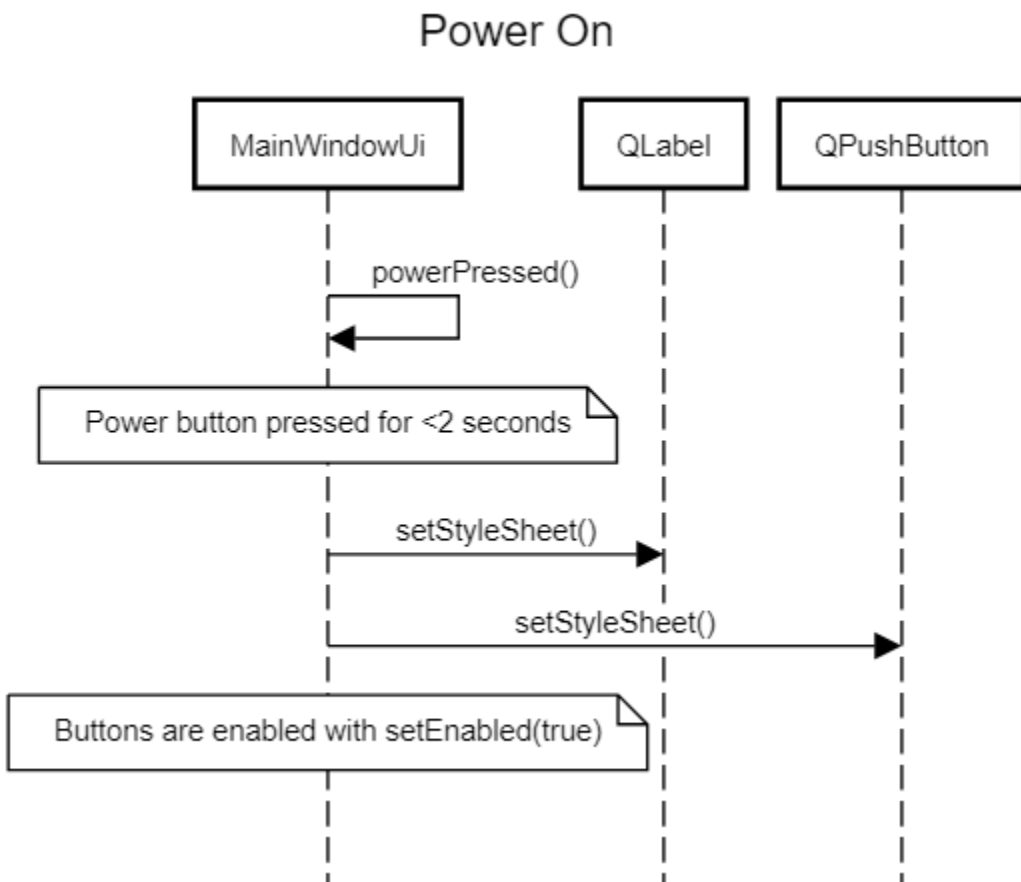 Power On
MainWindowUi
QLabel
QPushButton
powerPressed()
Power button pressed for <2 seconds
setStyleSheet()
setStyleSheet()
Buttons are enabled with setEnabled(true)